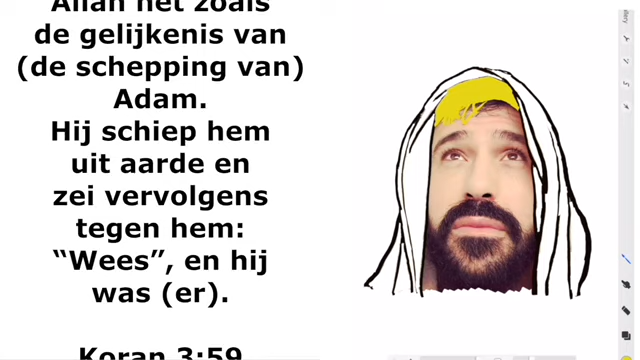 Allah net zoals
de gelijkenis van
(de schepping van)
Adam.
Hij schiep hem
uit aarde en
zei vervolgens
tegen hem:
“Wees”, en hij
was (er).
Koran 3:59